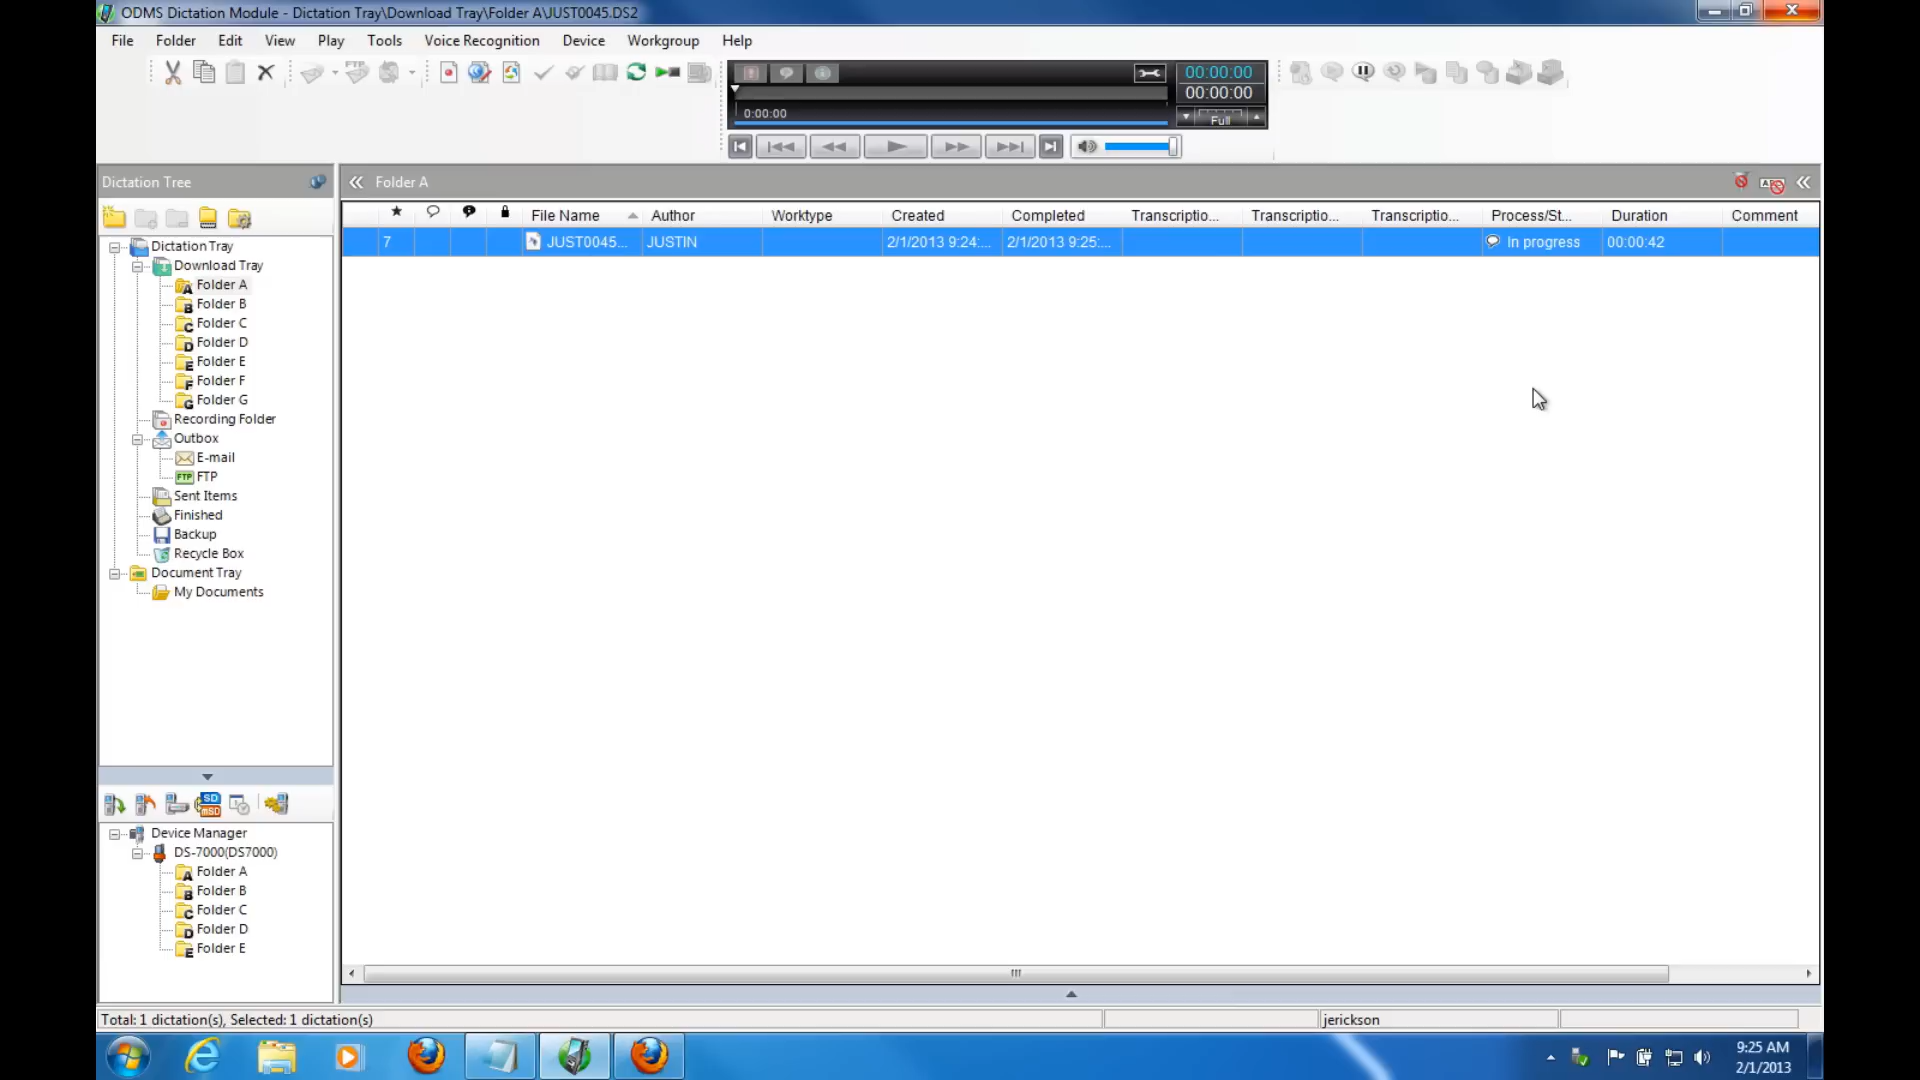 ODMS Dictation Module - Dictation Tray\Download Tray\Folder A\JUST0045.DS2
File Folder Edit View Play Tools Voice Recognition Device Workgroup Help
00:00:00
00:00:00
0:00:00
Full
Dictation Tree
Folder A
File Name Author Worktype Created Completed Transcriptio... Transcriptio... Transcriptio... Process/St... Duration Comment
7 JUST0045... JUSTIN 2/1/2013 9:24:... 2/1/2013 9:25:... In progress 00:00:42
Dictation Tray
Download Tray
Folder A
Folder B
Folder C
Folder D
Folder E
Folder F
Folder G
Recording Folder
Outbox
E-mail
FTP FTP
Sent Items
Finished
Backup
Recycle Box
Document Tray
My Documents
SD
mSD
Device Manager
DS-7000(DS7000)
Folder A
Folder B
Folder C
Folder D
Folder E
Total: 1 dictation(s), Selected: 1 dictation(s)
jerickson
9:25 AM
2/1/2013